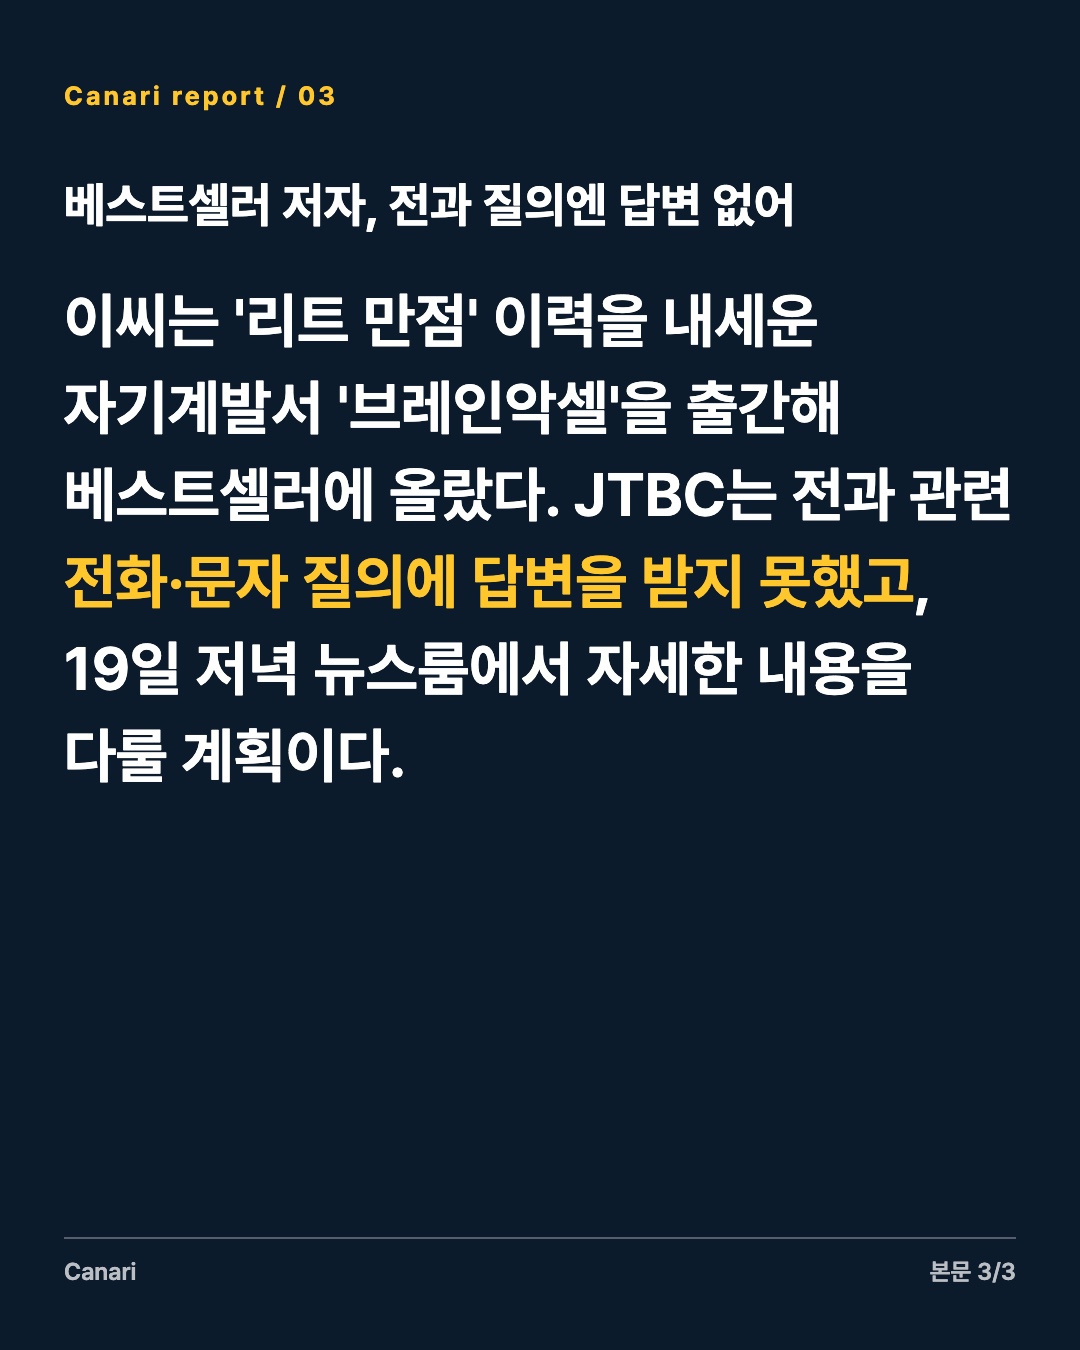 Canari report / 03
베스트셀러 저자, 전과 질의엔 답변 없어
이씨는 '리트 만점' 이력을 내세운
자기계발서 '브레인악셀'을 출간해
베스트셀러에 올랐다. JTBC는 전과 관련
전화·문자 질의에 답변을 받지 못했고,
19일 저녁 뉴스룸에서 자세한 내용을
다룰 계획이다.
Canari
본문 3/3